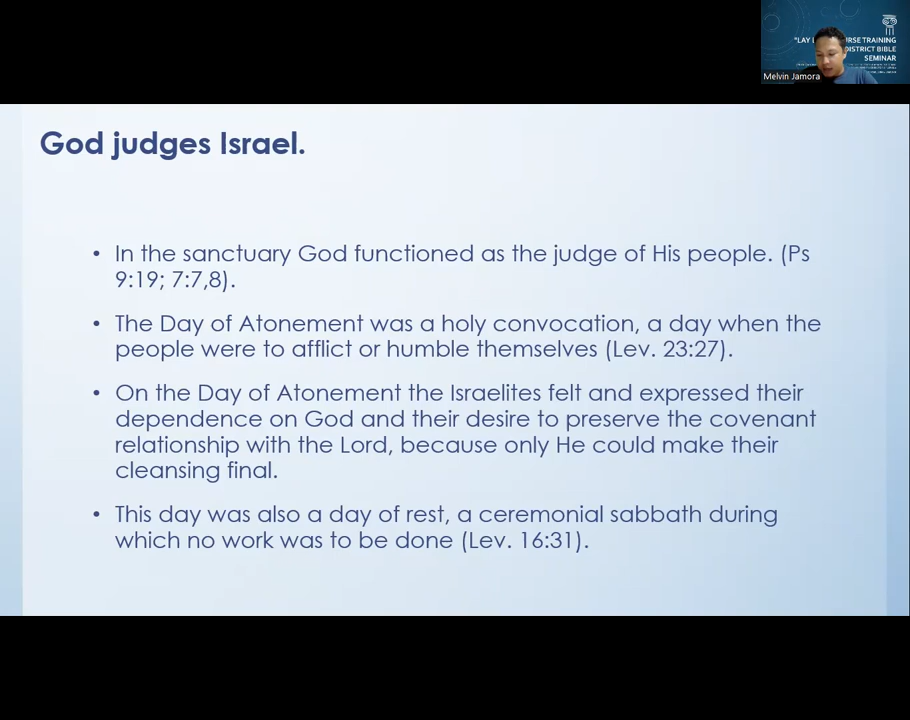 "LAY
URSE TRAINING
DISTRICT BIBLE
SEMINAR
Melvin Jamora
God judges Israel.
• In the sanctuary God functioned as the judge of His people. (Ps
9:19; 7:7,8).
• The Day of Atonement was a holy convocation, a day when the
people were to afflict or humble themselves (Lev. 23:27).
• On the Day of Atonement the Israelites felt and expressed their
dependence on God and their desire to preserve the covenant
relationship with the Lord, because only He could make their
cleansing final.
• This day was also a day of rest, a ceremonial sabbath during
which no work was to be done (Lev. 16:31).